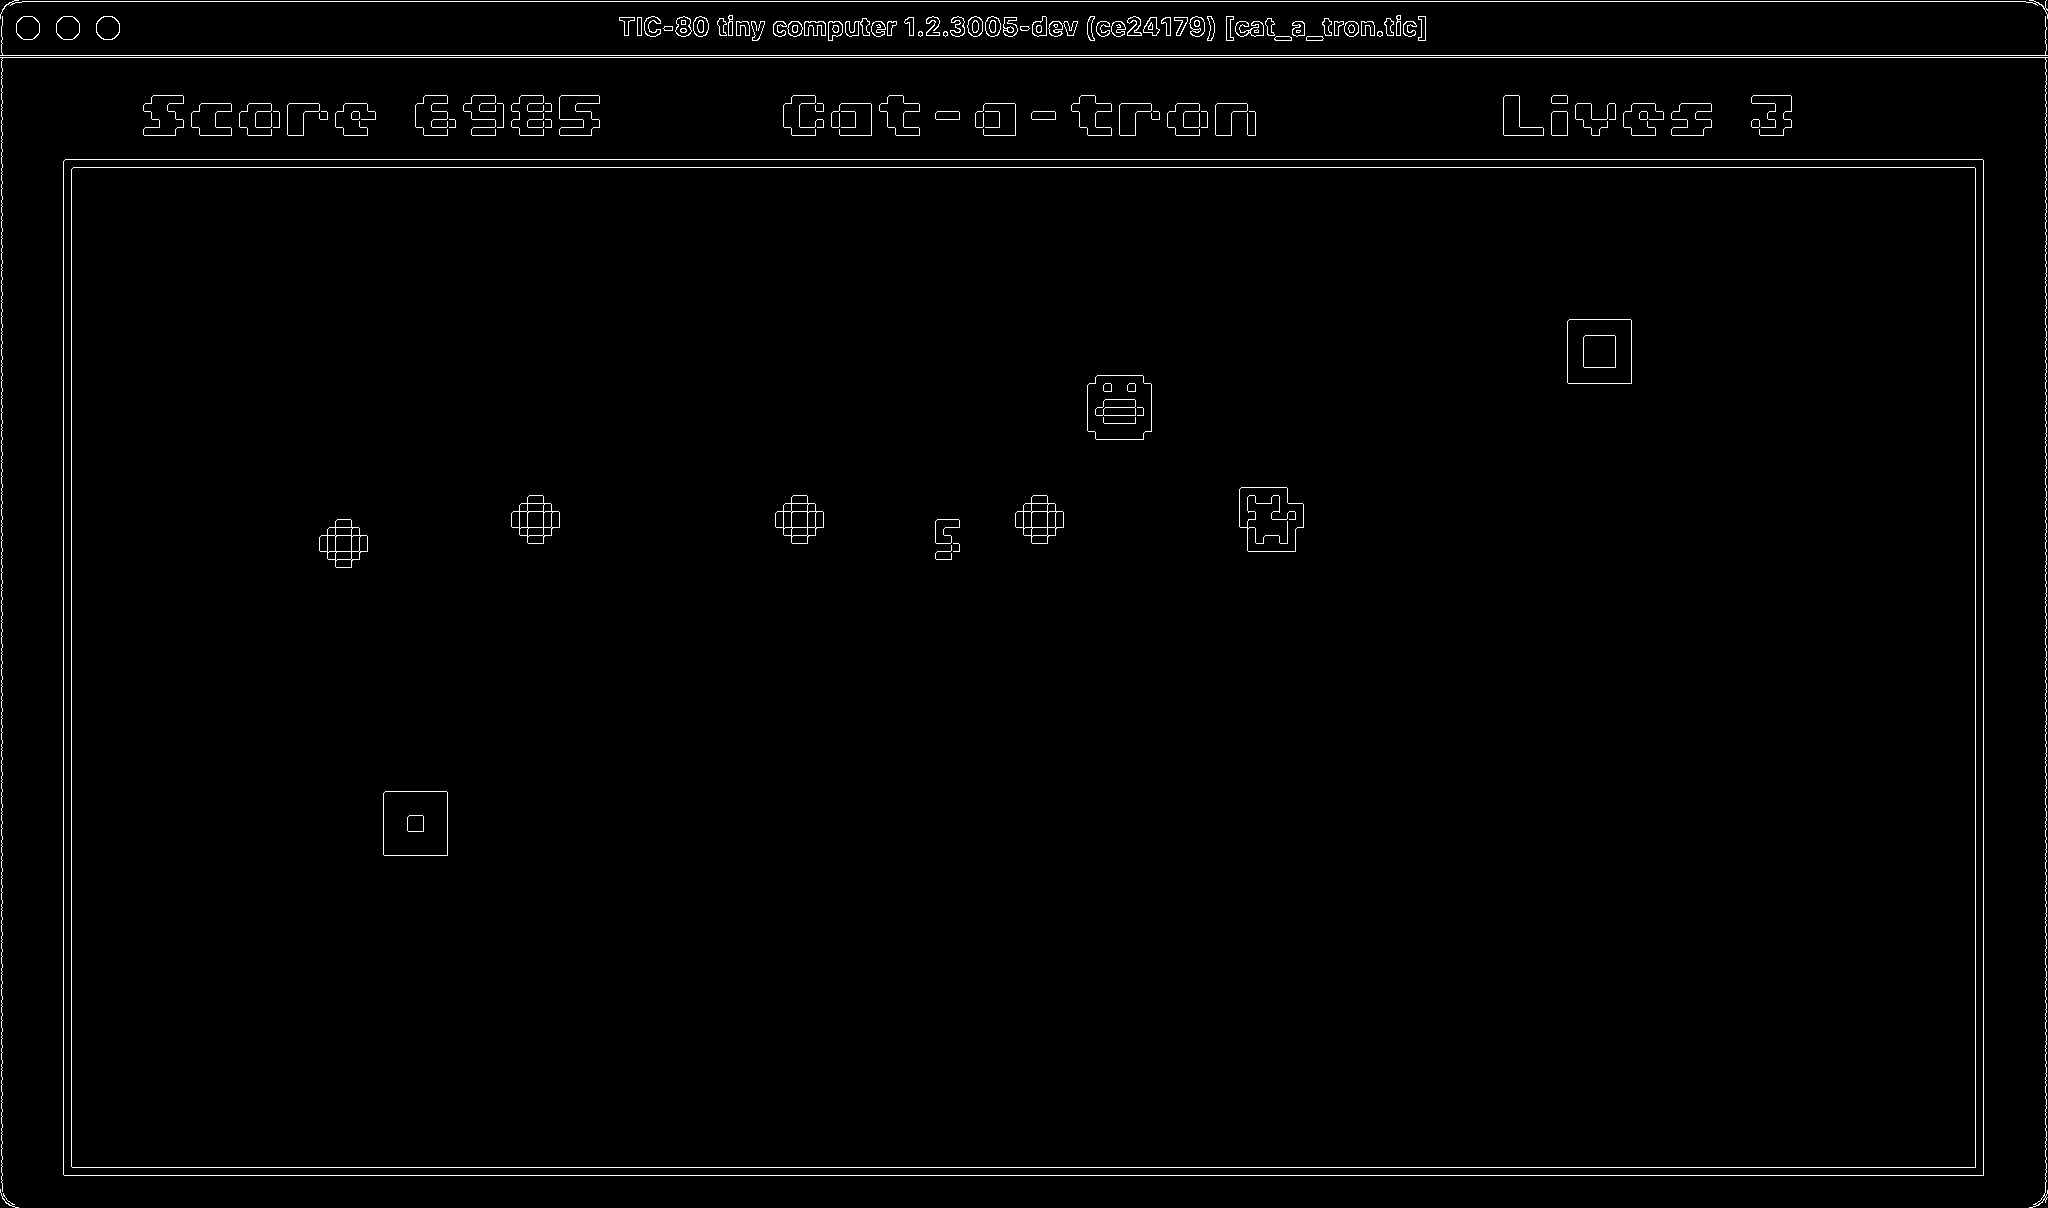 TIC-80 tiny computer 1.2.3005-dev (ce24179) [cat_a_tron.tic]
Score 6985 Cat-a-tron Lives 3
5